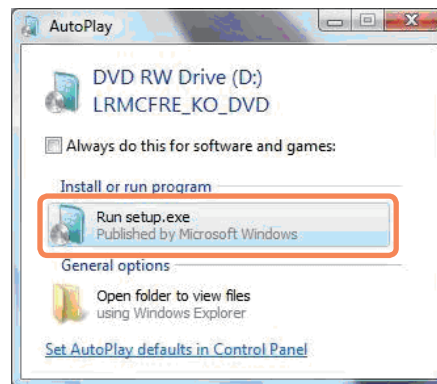 AutoPlay
DVD RW Drive (D:)
LRMCFRE_KO_DVD
Always do this for software and games:
Install or run program
Run setup.exe
Published by Microsoft Windows
General options
Open folder to view files
using Windows Explorer
Set AutoPlay defaults in Control Panel